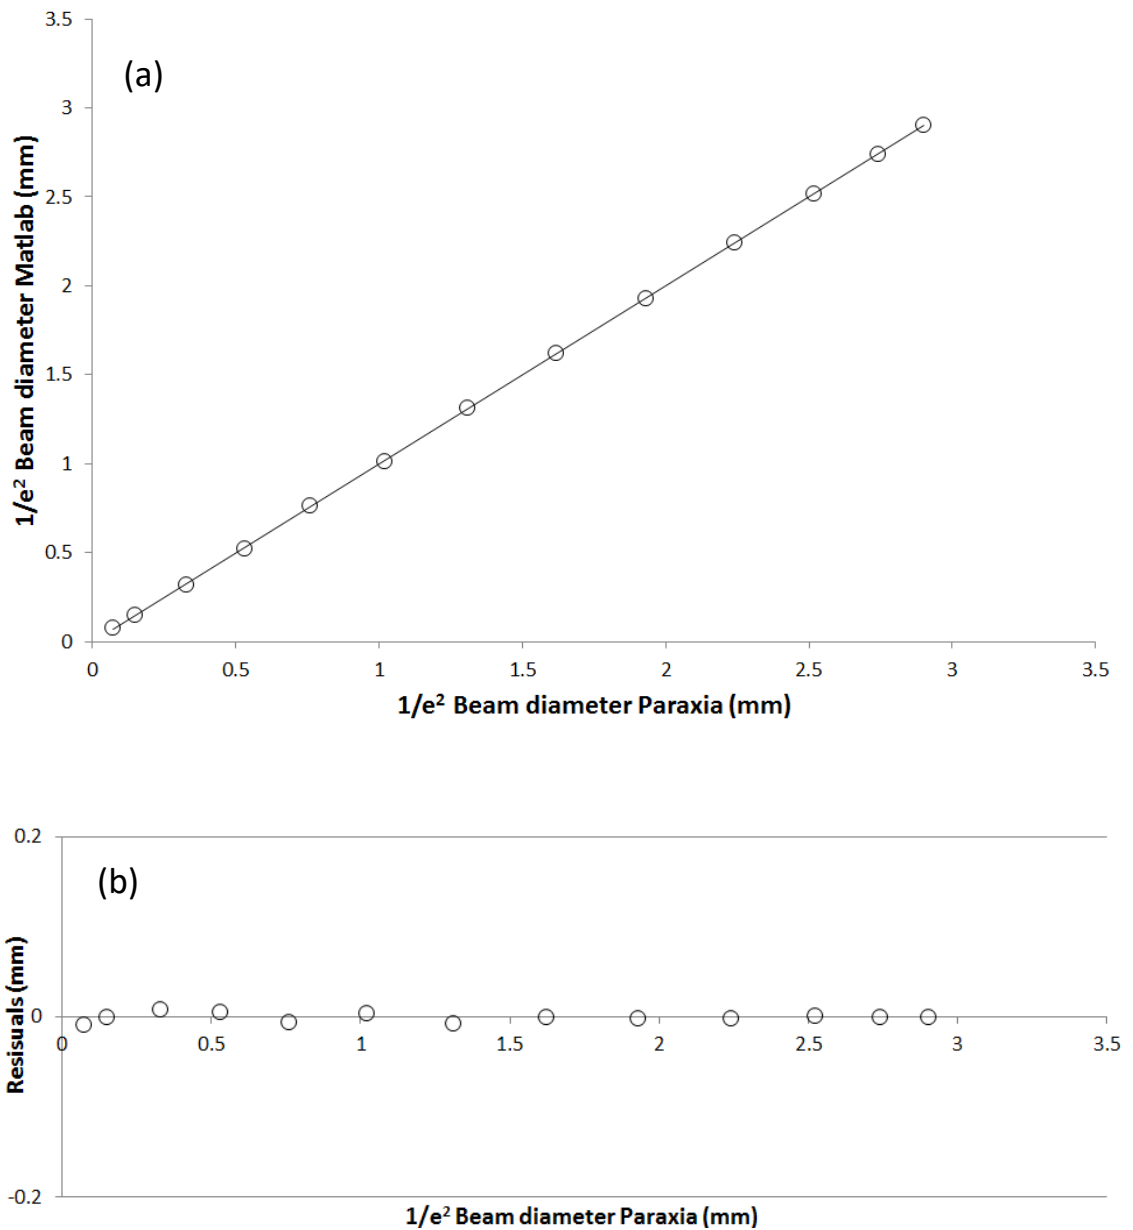 (a)
1/e² Beam diameter Matlab (mm)
3.5
3
2.5
2
1.5
1
0.5
0
0 0.5 1 1.5 2 2.5 3 3.5
1/e² Beam diameter Paraxia (mm)
(b)
Resisuals (mm)
0.2
0
-0.2
0 0.5 1 1.5 2 2.5 3 3.5
1/e² Beam diameter Paraxia (mm)